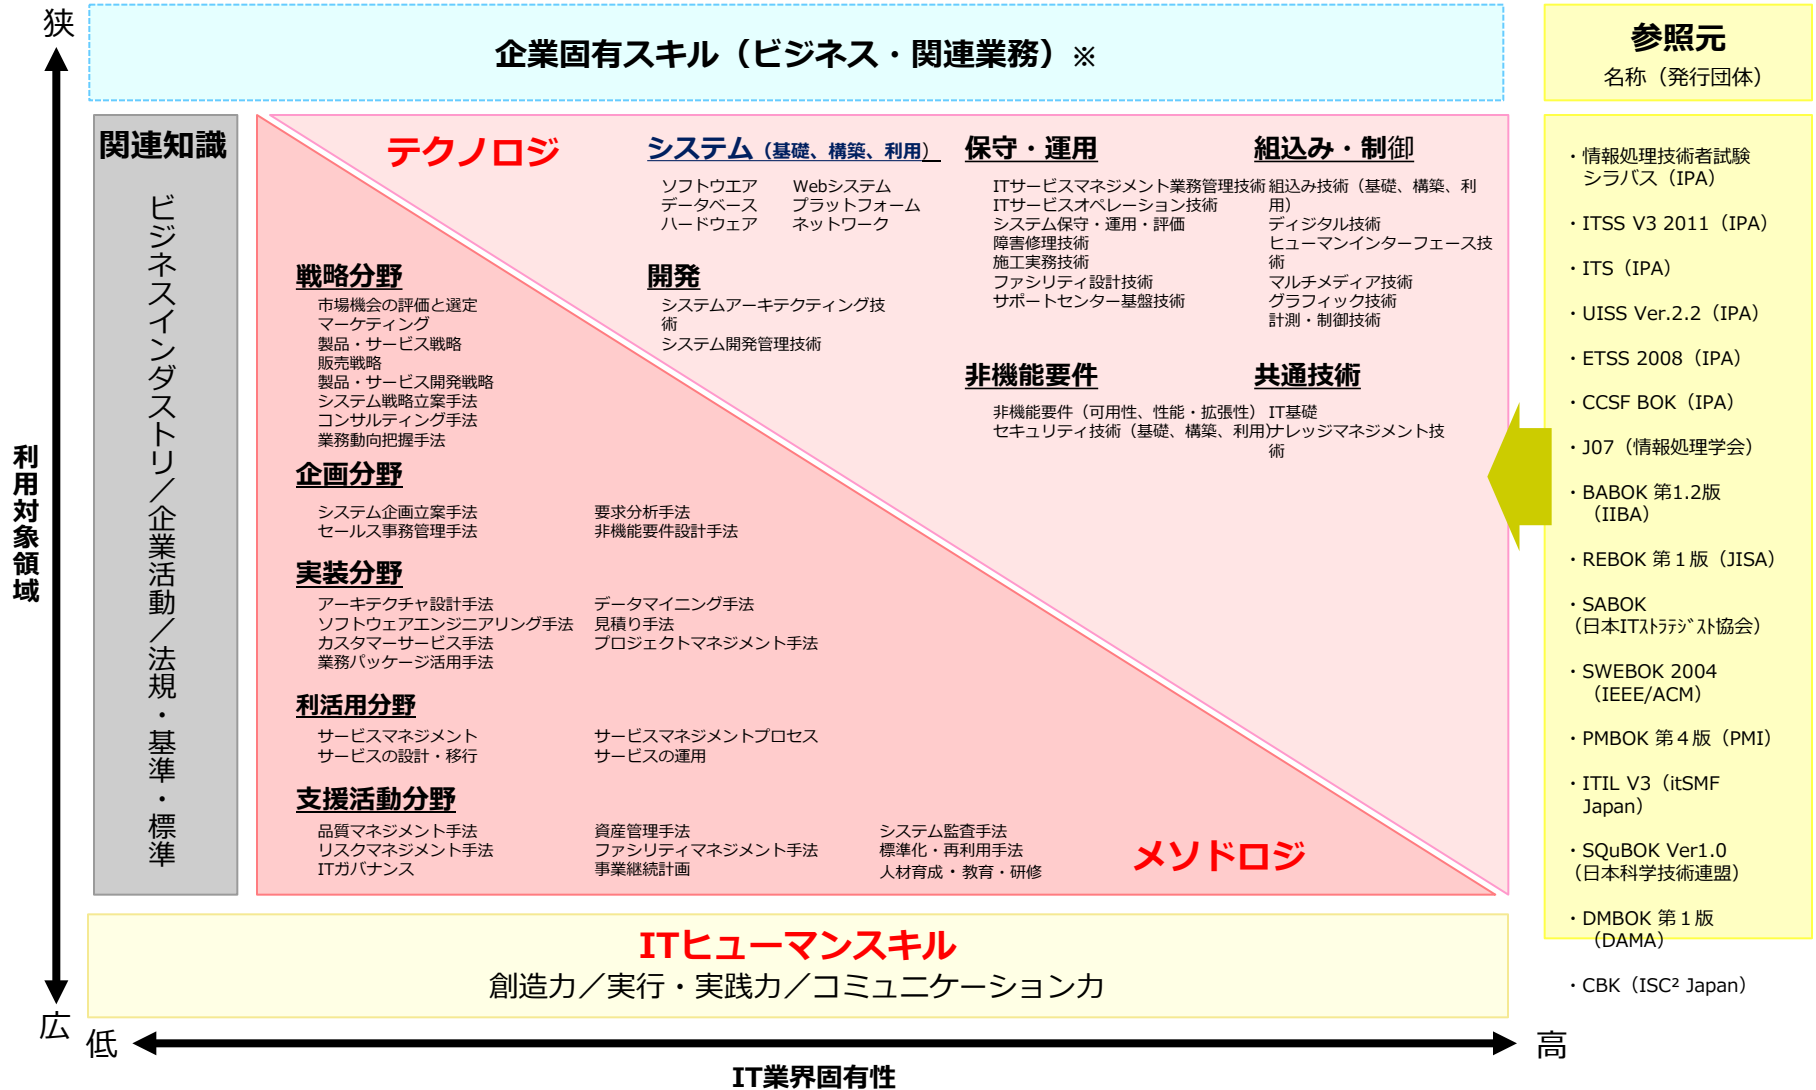 狭
企業固有スキル（ビジネス・関連業務）※
参照元
名称（発行団体）
利用対象領域
関連知識
ビジネスインダストリ／企業活動／法規・基準・標準
テクノロジ
システム（基礎、構築、利用）
ソフトウエア
データベース
ハードウェア
Webシステム
プラットフォーム
ネットワーク
開発
システムアーキテクティング技
術
システム開発管理技術
保守・運用
ITサービスマネジメント業務管理技術
ITサービスオペレーション技術
システム保守・運用・評価
障害修理技術
施工実務技術
ファシリティ設計技術
サポートセンター基盤技術
組込み・制御
組込み技術（基礎、構築、利
用）
ディジタル技術
ヒューマンインターフェース技
術
マルチメディア技術
グラフィック技術
計測・制御技術
非機能要件
非機能要件（可用性、性能・拡張性）
セキュリティ技術（基礎、構築、利用）
共通技術
IT基礎
ナレッジマネジメント技
術
戦略分野
市場機会の評価と選定
マーケティング
製品・サービス戦略
販売戦略
製品・サービス開発戦略
システム戦略立案手法
コンサルティング手法
業務動向把握手法
企画分野
システム企画立案手法
セールス事務管理手法
要求分析手法
非機能要件設計手法
実装分野
アーキテクチャ設計手法
ソフトウェアエンジニアリング手法
カスタマーサービス手法
業務パッケージ活用手法
データマイニング手法
見積り手法
プロジェクトマネジメント手法
利活用分野
サービスマネジメント
サービスの設計・移行
サービスマネジメントプロセス
サービスの運用
支援活動分野
品質マネジメント手法
リスクマネジメント手法
ITガバナンス
資産管理手法
ファシリティマネジメント手法
事業継続計画
システム監査手法
標準化・再利用手法
人材育成・教育・研修
メソドロジ
ITヒューマンスキル
創造力／実行・実践力／コミュニケーション力
・情報処理技術者試験
シラバス（IPA）
・ITSS V3 2011（IPA）
・ITS（IPA）
・UISS Ver.2.2（IPA）
・ETSS 2008（IPA）
・CCSF BOK（IPA）
・J07（情報処理学会）
・BABOK 第1.2版
（IIBA）
・REBOK 第１版（JISA）
・SABOK
（日本ITｽﾄﾗﾃｼﾞｽﾄ協会）
・SWEBOK 2004
（IEEE/ACM）
・PMBOK 第４版（PMI）
・ITIL V3（itSMF
Japan）
・SQuBOK Ver1.0
（日本科学技術連盟）
・DMBOK 第１版
（DAMA）
・CBK（ISC² Japan）
広
低
高
IT業界固有性